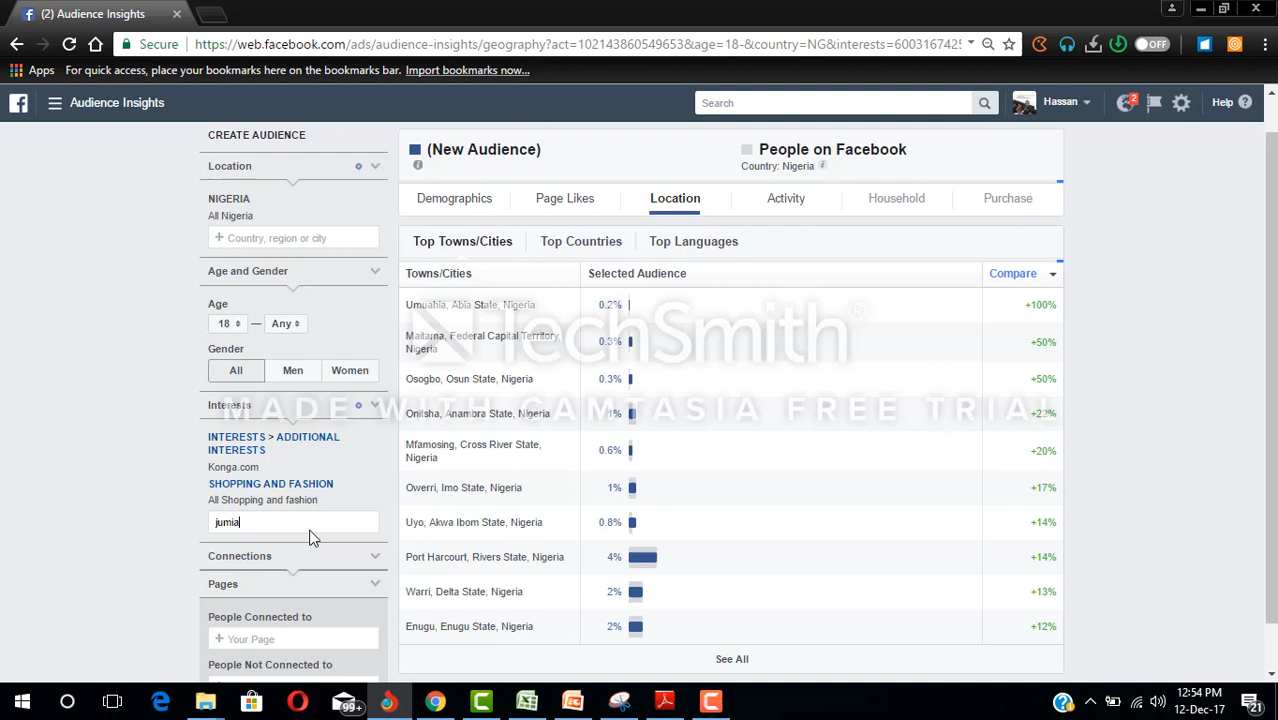 (2) Audience Insights
Secure
https://web.facebook.com/ads/audience-insights/geography?act=102143860549653&age=18-&country=NG&interests=6003167425
OFF
Apps
For quick access, place your bookmarks here on the bookmarks bar.
Import bookmarks now...
Audience Insights
Search
Hassan
2
Help
CREATE AUDIENCE
Location
NIGERIA
All Nigeria
+ Country, region or city
Age and Gender
Age
18 — Any
Gender
All
Men
Women
Interests
INTERESTS > ADDITIONAL
INTERESTS
Konga.com
SHOPPING AND FASHION
All Shopping and fashion
jumia
Connections
Pages
People Connected to
+ Your Page
People Not Connected to
(New Audience)
People on Facebook
Country: Nigeria
Demographics
Page Likes
Location
Activity
Household
Purchase
Top Towns/Cities
Top Countries
Top Languages
Towns/Cities
Selected Audience
Compare
Umuahia, Abia State, Nigeria 0.2% +100%
Maitama, Federal Capital Territory,
Nigeria 0.3% +50%
Osogbo, Osun State, Nigeria 0.3% +50%
Onitsha, Anambra State, Nigeria 1% +22%
Mfamosing, Cross River State,
Nigeria 0.6% +20%
Owerri, Imo State, Nigeria 1% +17%
Uyo, Akwa Ibom State, Nigeria 0.8% +14%
Port Harcourt, Rivers State, Nigeria 4% +14%
Warri, Delta State, Nigeria 2% +13%
Enugu, Enugu State, Nigeria 2% +12%
See All
TechSmith®
MADE WITH CAMTASIA FREE TRIAL
99+
12:54 PM
12-Dec-17
21